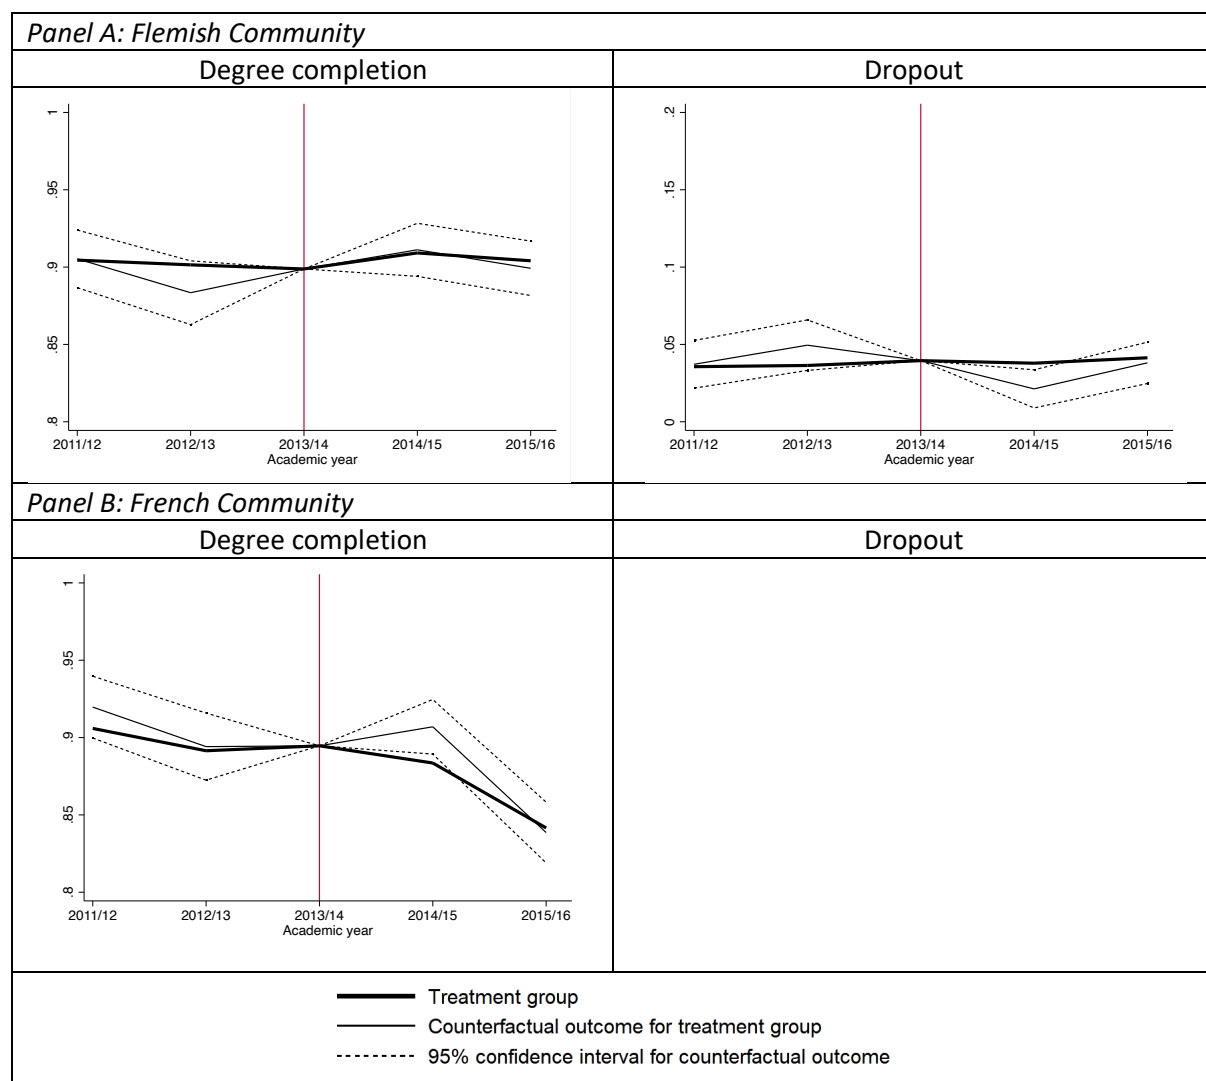 Panel A: Flemish Community
Degree completion
Dropout
1
.95
.9
.85
.8
2011/12 2012/13 2013/14 2014/15 2015/16
Academic year
.2
.15
.1
.05
0
2011/12 2012/13 2013/14 2014/15 2015/16
Academic year
Panel B: French Community
Degree completion
Dropout
1
.95
.9
.85
.8
2011/12 2012/13 2013/14 2014/15 2015/16
Academic year
Treatment group
Counterfactual outcome for treatment group
95% confidence interval for counterfactual outcome